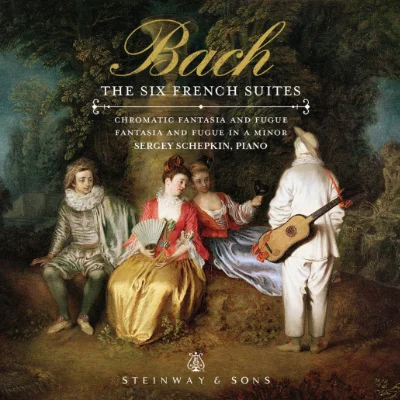 Bach
THE SIX FRENCH SUITES
CHROMATIC FANTASIA AND FUGUE
FANTASIA AND FUGUE IN A MINOR
SERGEY SCHEPKIN, PIANO
STEINWAY & SONS